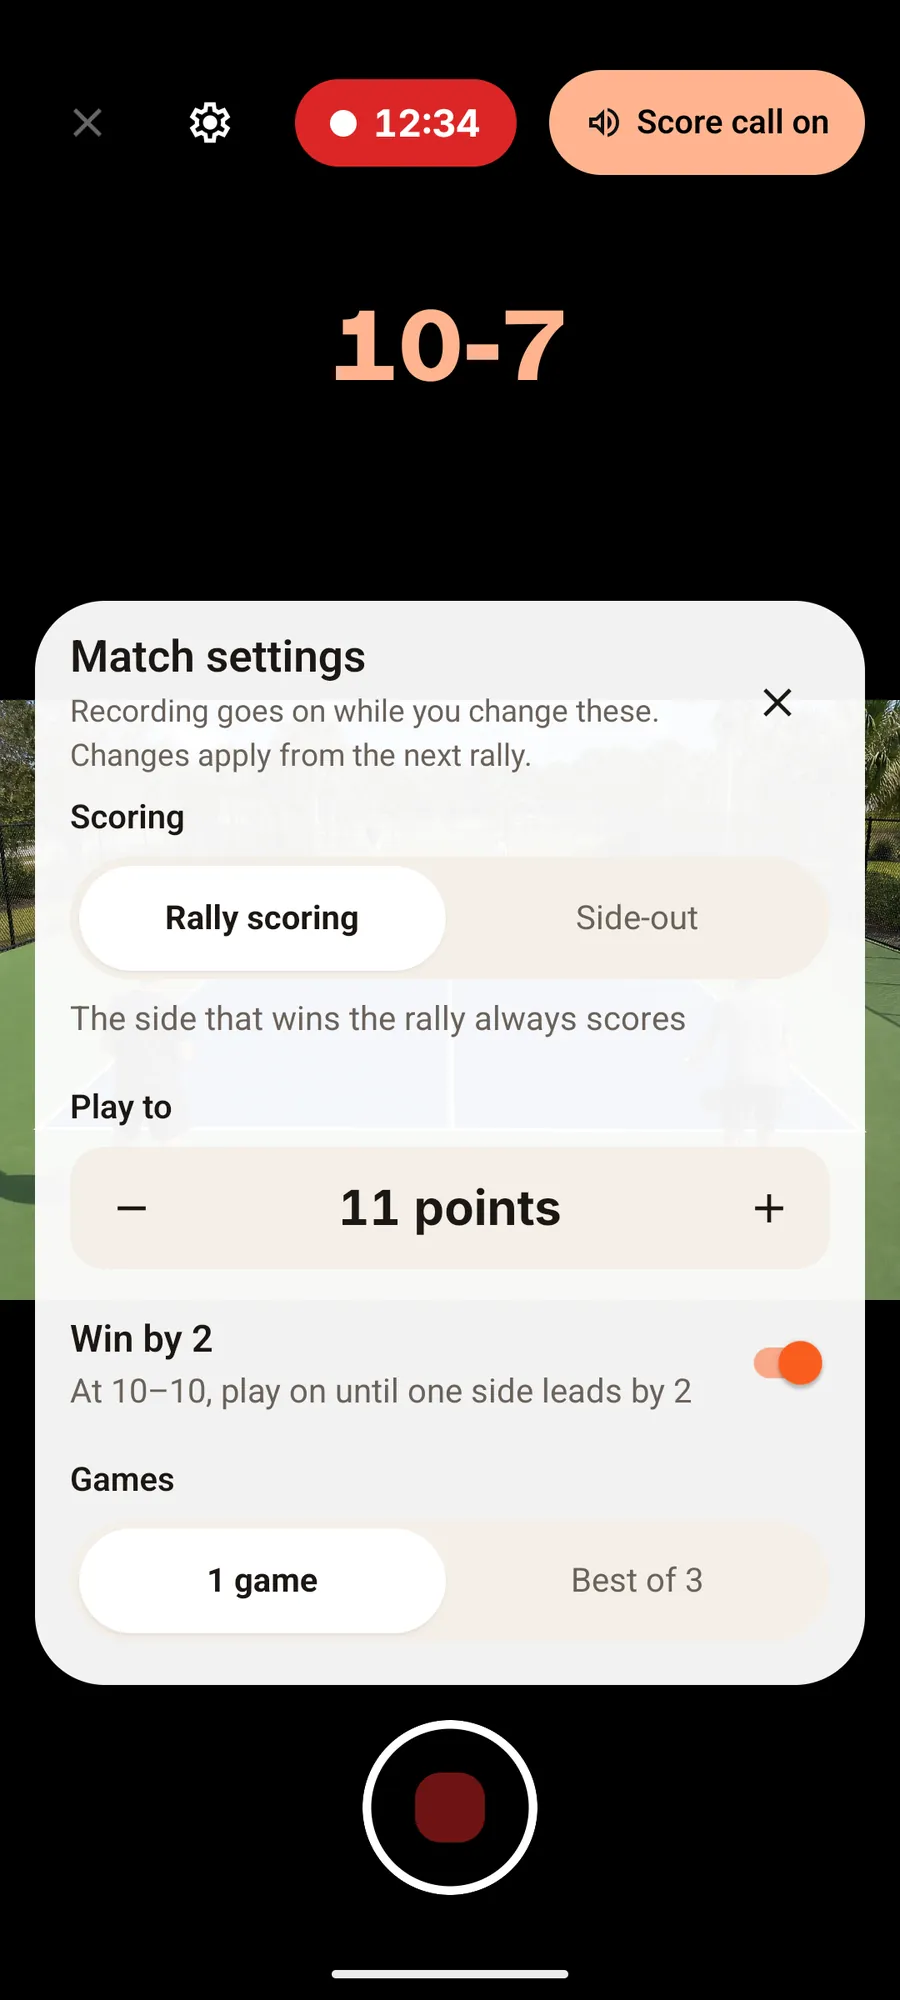 12:34
Score call on
10-7
Match settings
Recording goes on while you change these.
Changes apply from the next rally.
Scoring
Rally scoring
Side-out
The side that wins the rally always scores
Play to
11 points
Win by 2
At 10–10, play on until one side leads by 2
Games
1 game
Best of 3